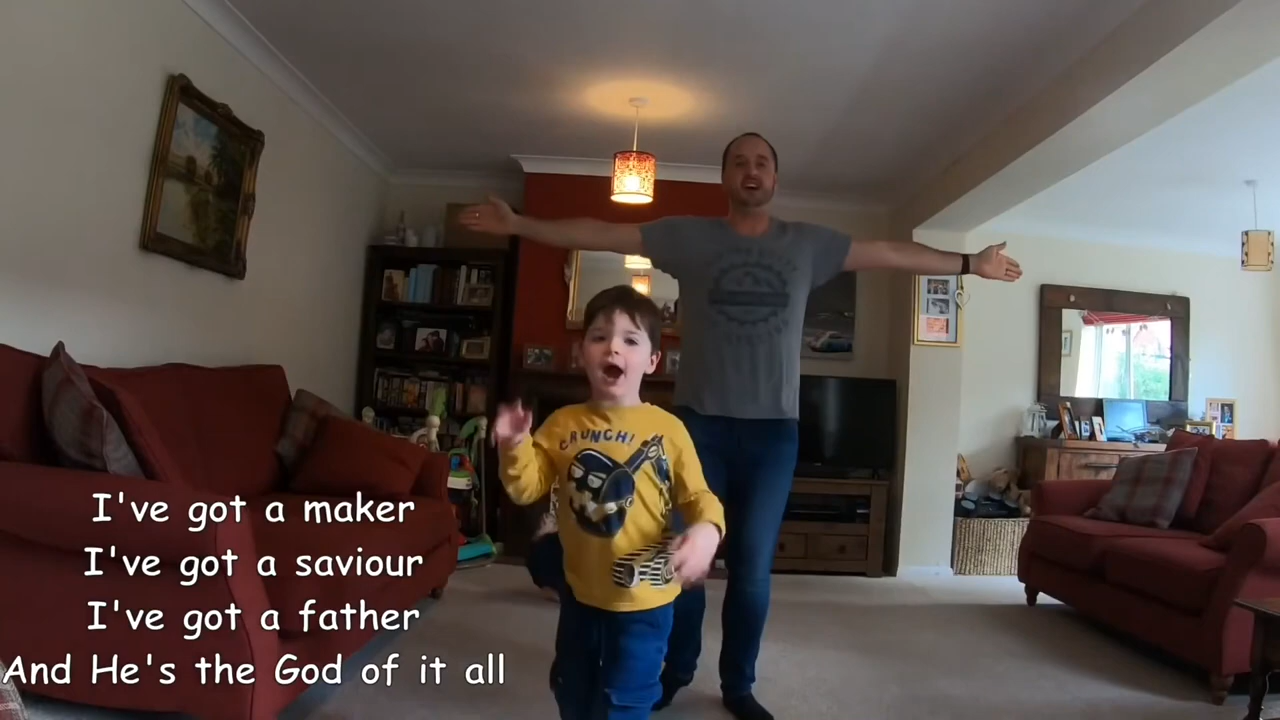 CRUNCH!
I've got a maker
I've got a saviour
I've got a father
And He's the God of it all